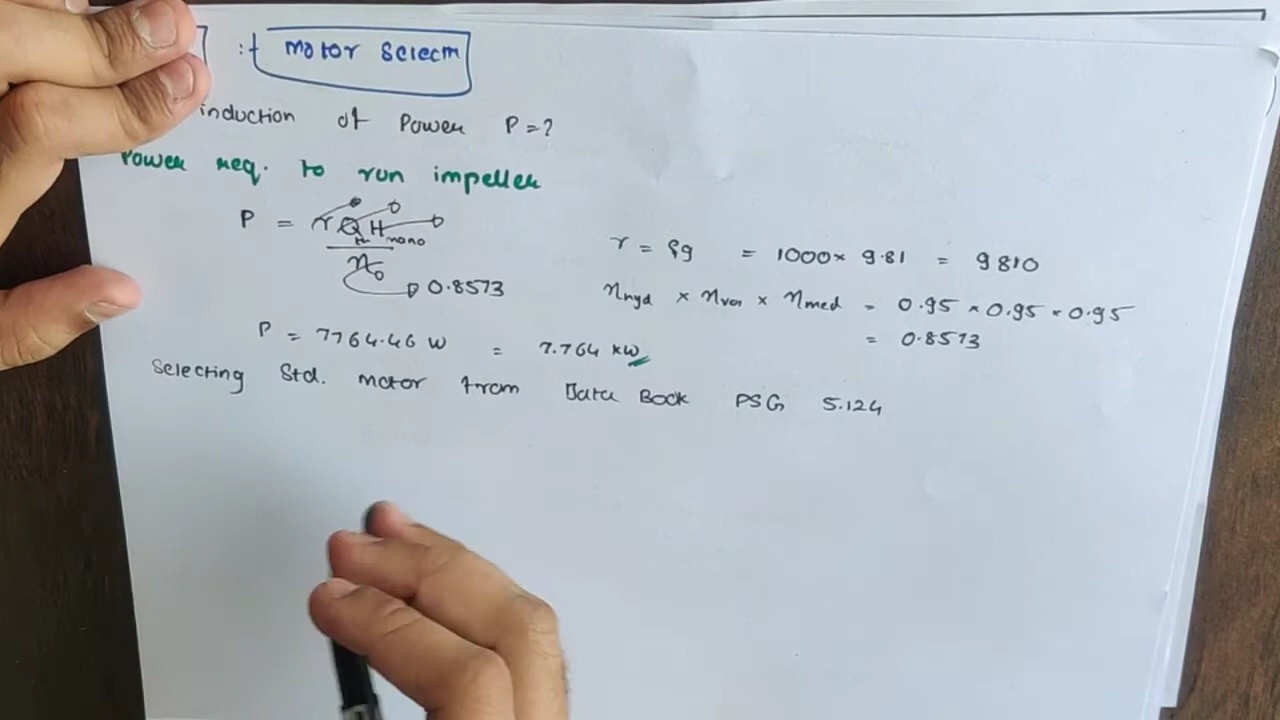 :- Motor Selecⁿ
induction of Power P = ?
Power req. to run impeller
P = γ Q H
mano
η₀
0.8573
γ = ρg = 1000 × 9.81 = 9810
ηhyd × ηvol × ηmech = 0.95 × 0.95 × 0.95
= 0.8573
P = 7764.46 W = 7.764 KW
Selecting Std. motor from Data Book PSG 5.124